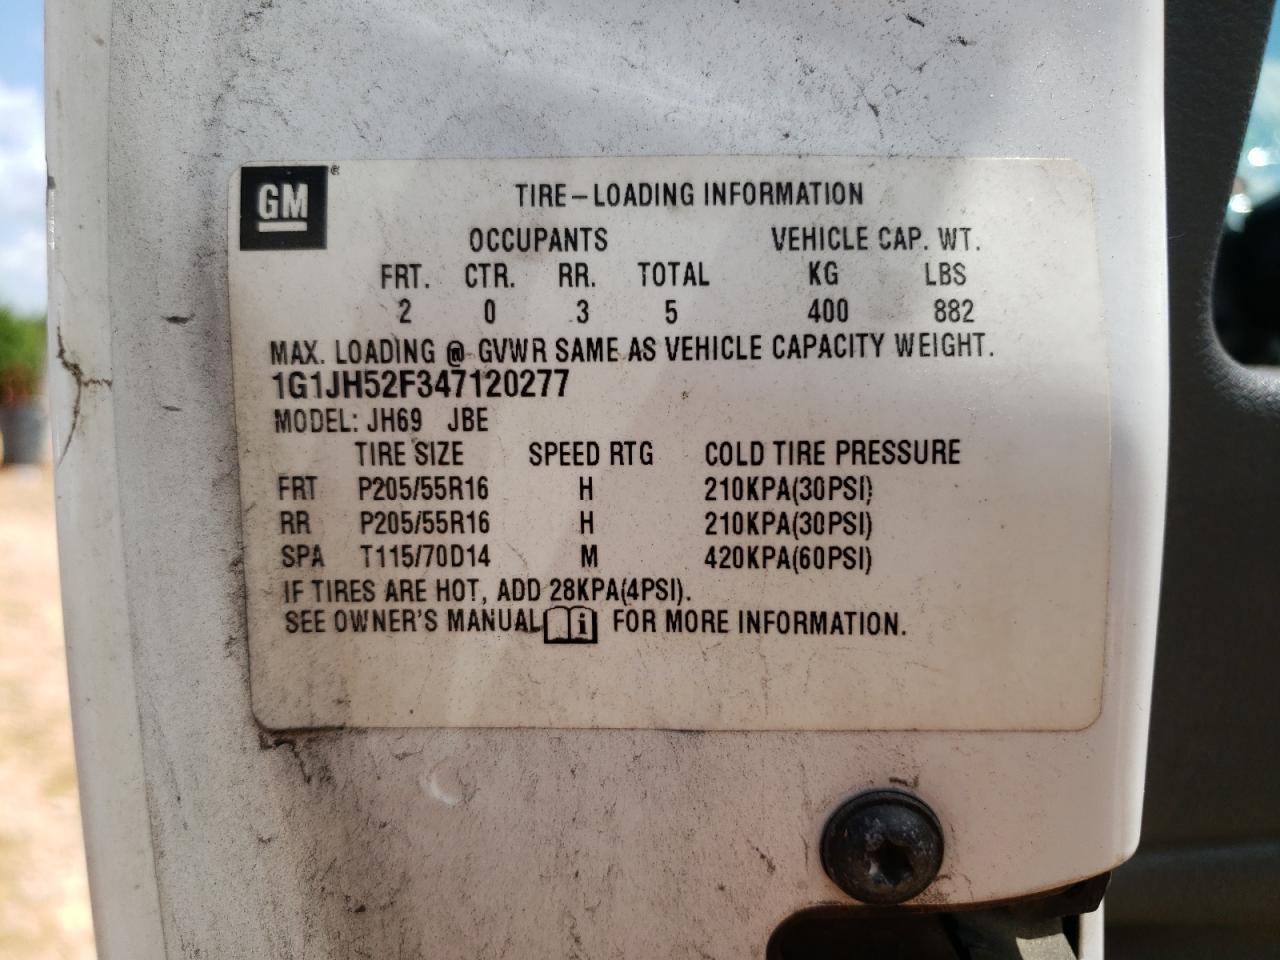 GM®
TIRE-LOADING INFORMATION
OCCUPANTS VEHICLE CAP. WT.
FRT. CTR. RR. TOTAL KG LBS
2 0 3 5 400 882
MAX. LOADING @ GVWR SAME AS VEHICLE CAPACITY WEIGHT.
1G1JH52F347120277
MODEL: JH69 JBE
TIRE SIZE SPEED RTG COLD TIRE PRESSURE
FRT P205/55R16 H 210KPA(30PSI)
RR P205/55R16 H 210KPA(30PSI)
SPA T115/70D14 M 420KPA(60PSI)
IF TIRES ARE HOT, ADD 28KPA(4PSI).
SEE OWNER'S MANUAL i FOR MORE INFORMATION.